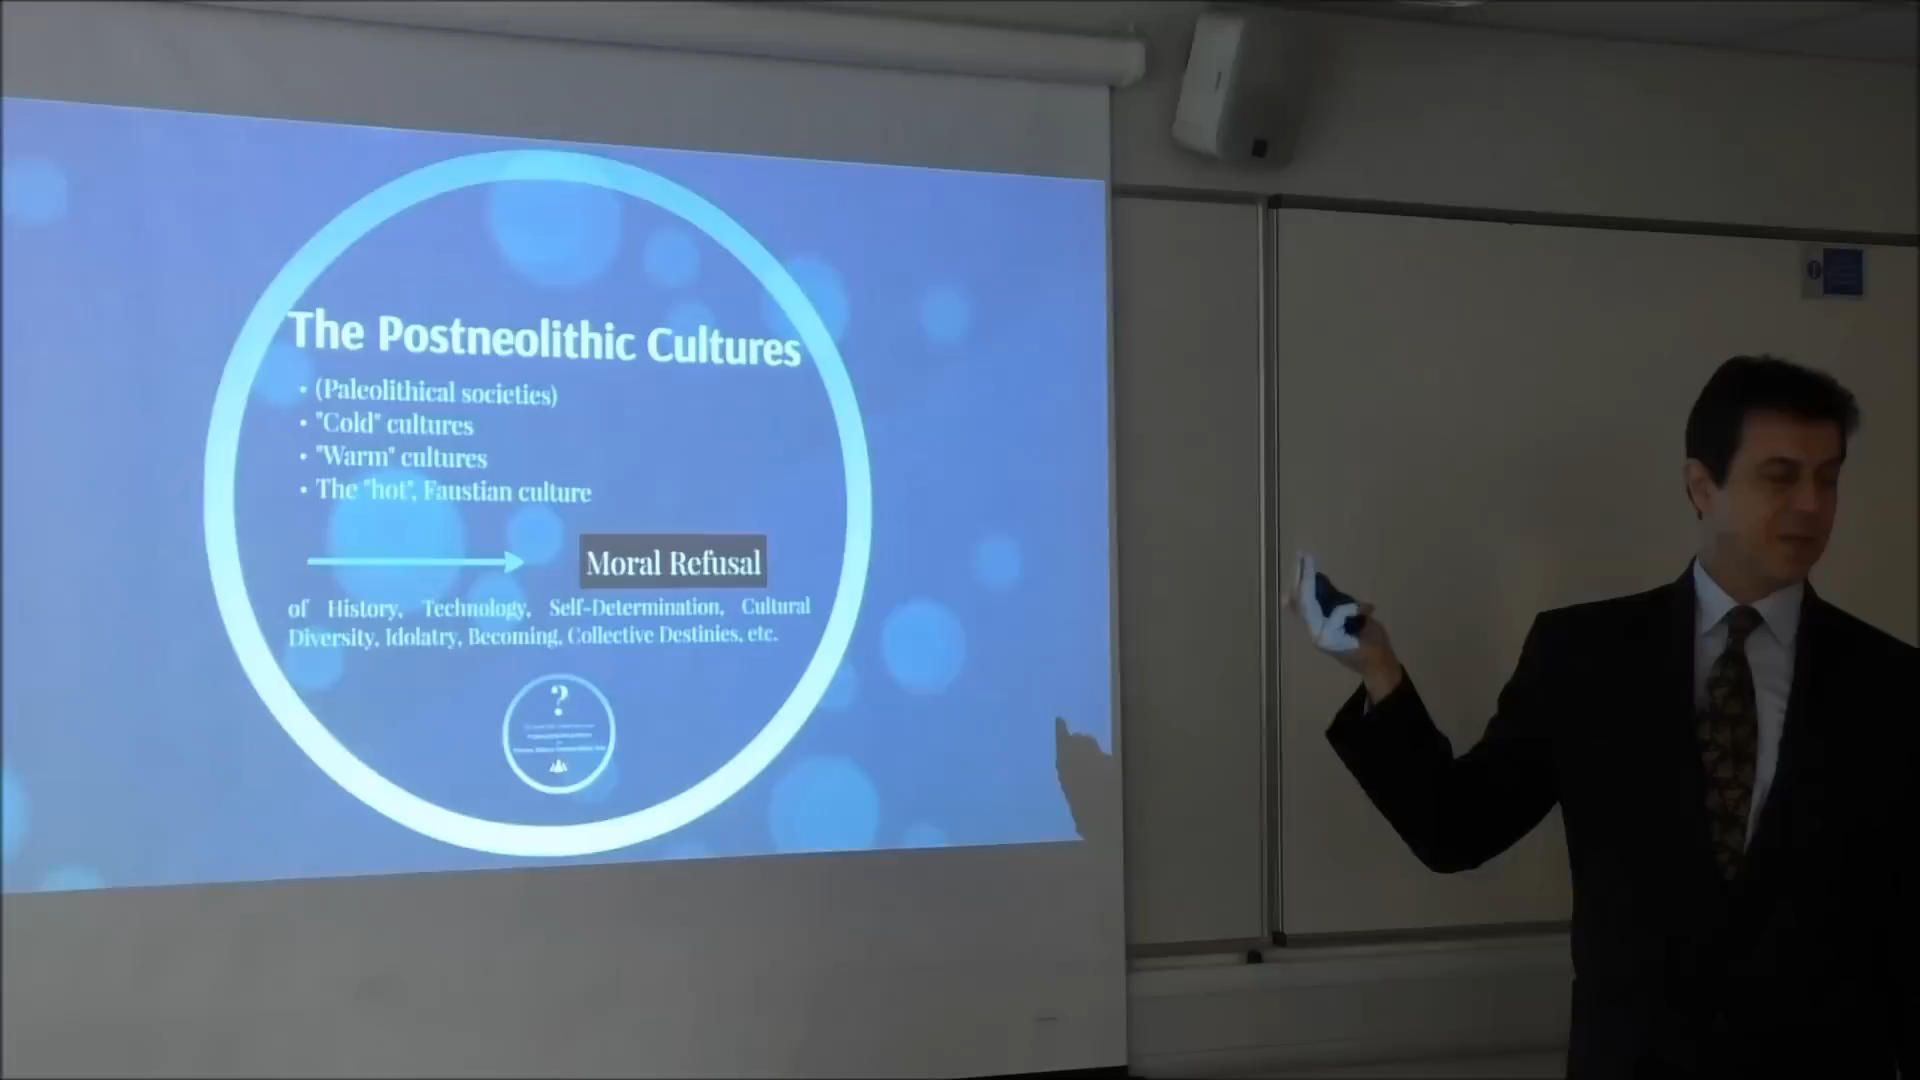 The Postneolithic Cultures
• (Paleolithical societies)
• "Cold" cultures
• "Warm" cultures
• The "hot", Faustian culture
Moral Refusal
of History, Technology, Self-Determination, Cultural
Diversity, Idolatry, Becoming, Collective Destinies, etc.
?